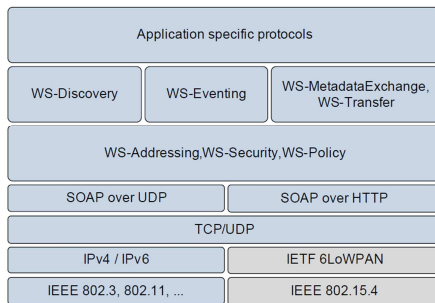 Application specific protocols
WS-Discovery
WS-Eventing
WS-MetadataExchange,
WS-Transfer
WS-Addressing,WS-Security,WS-Policy
SOAP over UDP
SOAP over HTTP
TCP/UDP
IPv4 / IPv6
IETF 6LoWPAN
IEEE 802.3, 802.11, ...
IEEE 802.15.4